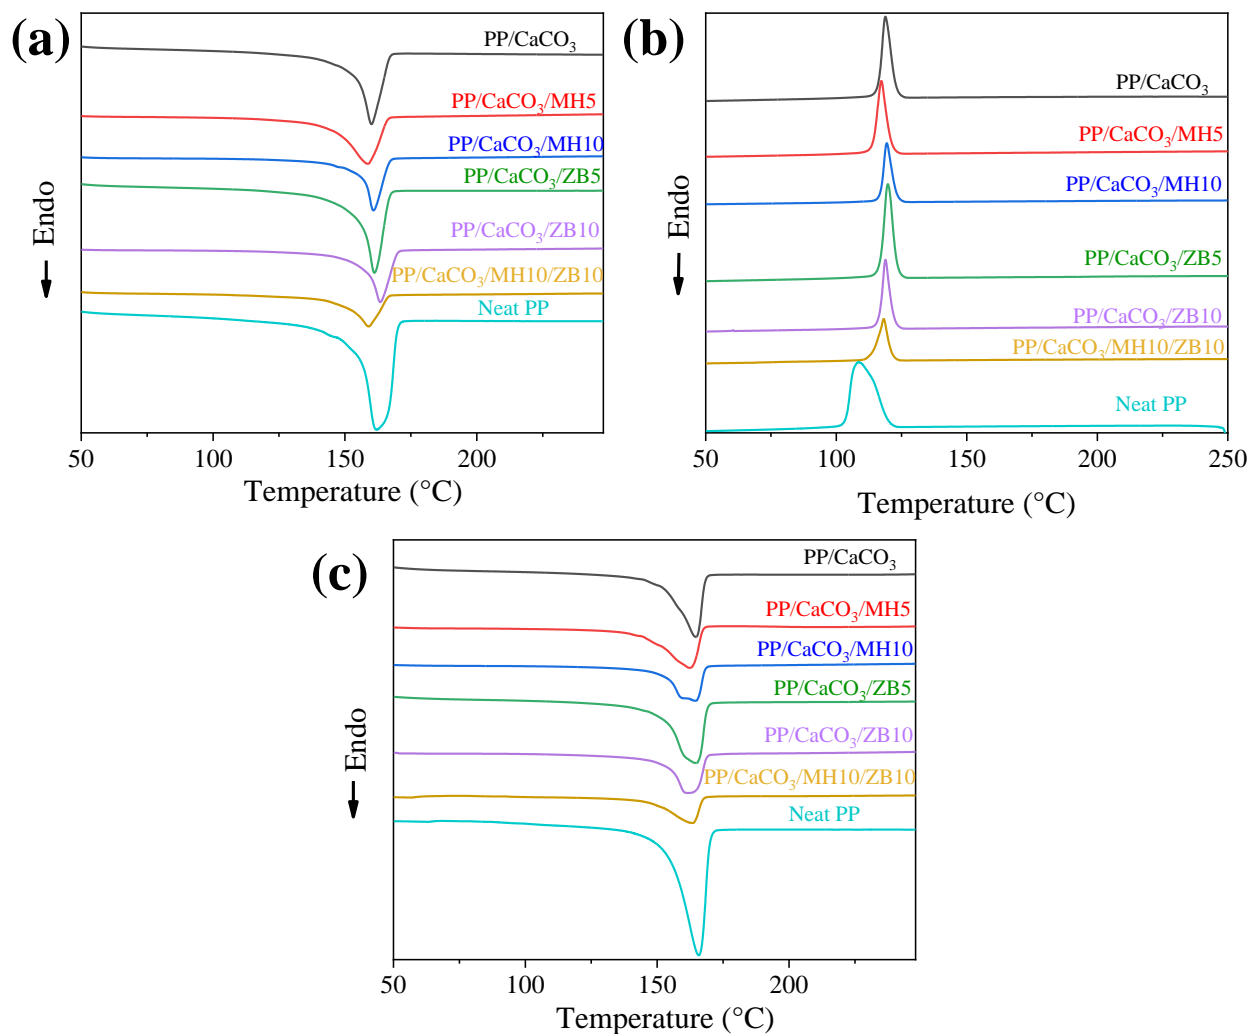 (a)
PP/CaCO₃
PP/CaCO₃/MH5
PP/CaCO₃/MH10
PP/CaCO₃/ZB5
PP/CaCO₃/ZB10
PP/CaCO₃/MH10/ZB10
Neat PP
Endo
50 100 150 200
Temperature (°C)
(b)
PP/CaCO₃
PP/CaCO₃/MH5
PP/CaCO₃/MH10
PP/CaCO₃/ZB5
PP/CaCO₃/ZB10
PP/CaCO₃/MH10/ZB10
Neat PP
Endo
50 100 150 200 250
Temperature (°C)
(c)
PP/CaCO₃
PP/CaCO₃/MH5
PP/CaCO₃/MH10
PP/CaCO₃/ZB5
PP/CaCO₃/ZB10
PP/CaCO₃/MH10/ZB10
Neat PP
Endo
50 100 150 200
Temperature (°C)